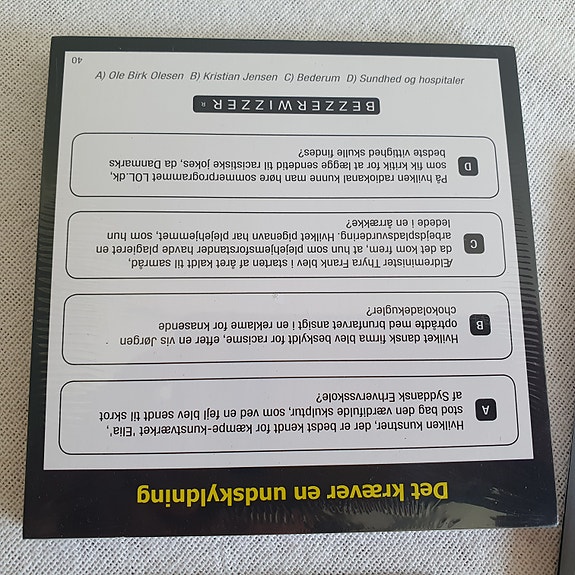 Det kræver en undskyldning
A
Hvilken kunstner, der er bedst kendt for kæmpe-kunstværket 'Elia',
stod bag den værdifulde skulptur, som ved en fejl blev sendt til skrot
af Syddansk Erhvervsskole?
B
Hvilket dansk firma blev beskyldt for racisme, efter en vis Jørgen
optrådte med brunfarvet ansigt i en reklame for knasende
chokoladekugler?
C
Ældreminister Thyra Frank blev i starten af året kaldt til samråd,
da det kom frem, at hun som plejehjemsforstander havde plagieret en
arbejdspladsvurdering. Hvilket pigenavn har plejehjemmet, som hun
ledede i en årrække?
D
På hvilken radiokanal kunne man høre sommerprogrammet LOL.dk,
som fik kritik for at lægge sendetid til racistiske jokes, da Danmarks
bedste vittighed skulle findes?
BEZZERWIZZER ®
A) Ole Birk Olesen B) Kristian Jensen C) Bederum D) Sundhed og hospitaler
40